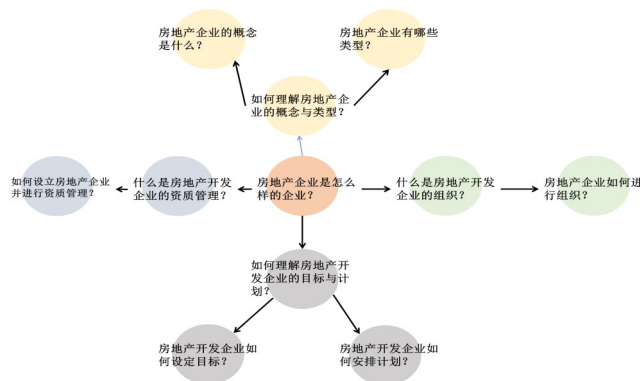 房地产企业的概念
是什么？
房地产企业有哪些
类型？
如何理解房地产企
业的概念与类型？
如何设立房地产企业
并进行资质管理？
什么是房地产开发
企业的资质管理？
房地产企业是怎么
样的企业？
什么是房地产开发
企业的组织？
房地产企业如何进
行组织？
如何理解房地产开
发企业的目标与计
划？
房地产开发企业如
何设定目标？
房地产开发企业如
何安排计划？